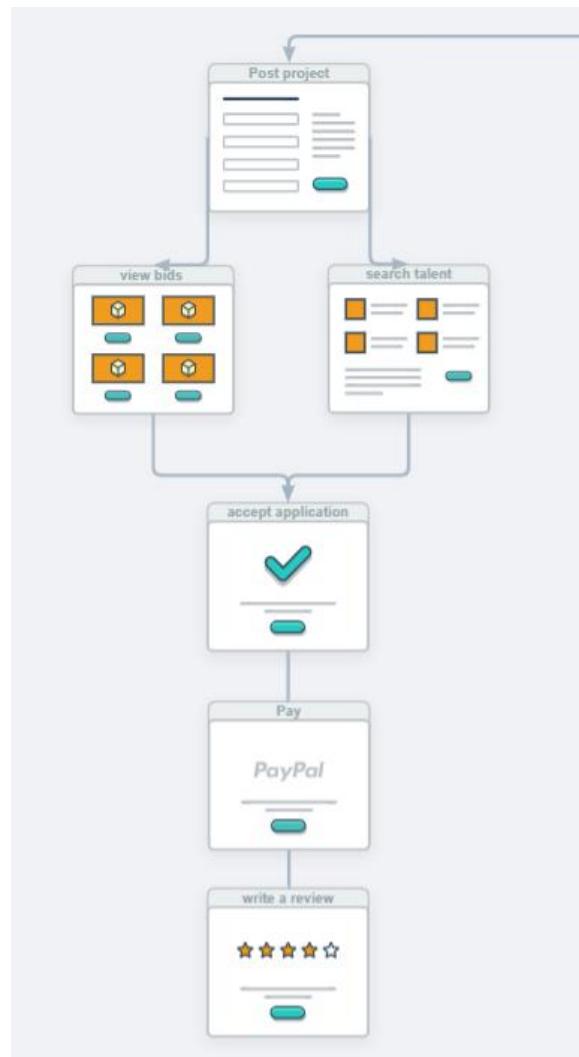 Post project
view bids
search talent
accept application
Pay
PayPal
write a review